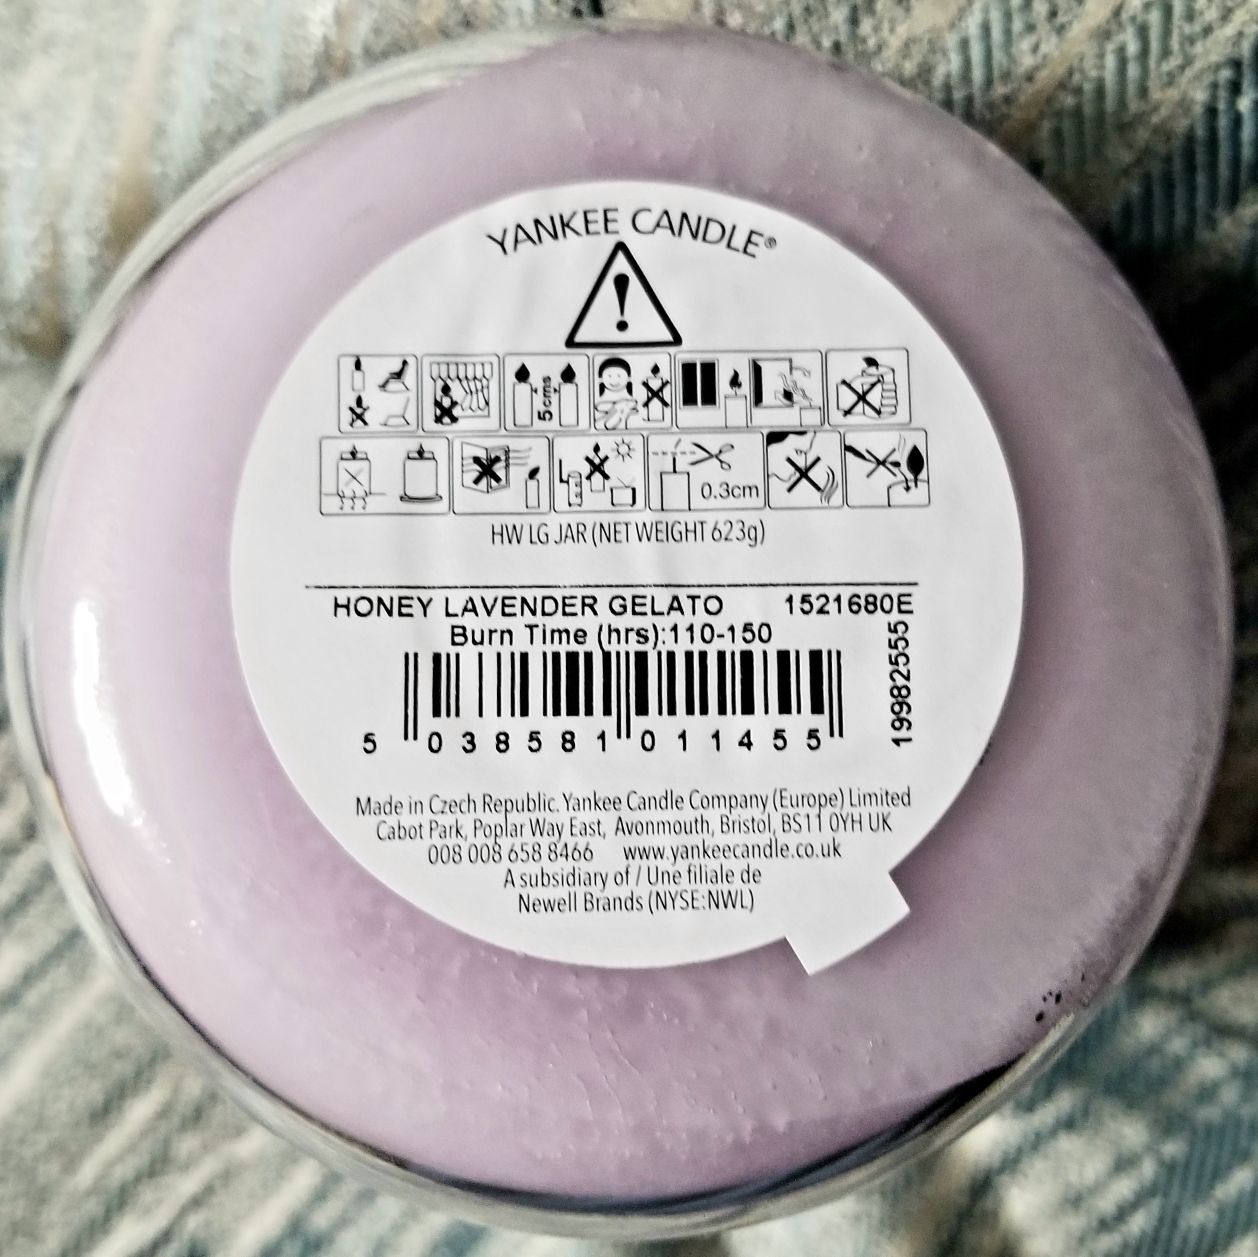 YANKEE CANDLE®
5cms
0.3cm
HW LG JAR (NET WEIGHT 623g)
HONEY LAVENDER GELATO 1521680E
Burn Time (hrs):110-150
19982555
5 038581 011455
Made in Czech Republic. Yankee Candle Company (Europe) Limited
Cabot Park, Poplar Way East, Avonmouth, Bristol, BS11 0YH UK
008 008 658 8466 www.yankeecandle.co.uk
A subsidiary of / Une filiale de
Newell Brands (NYSE:NWL)